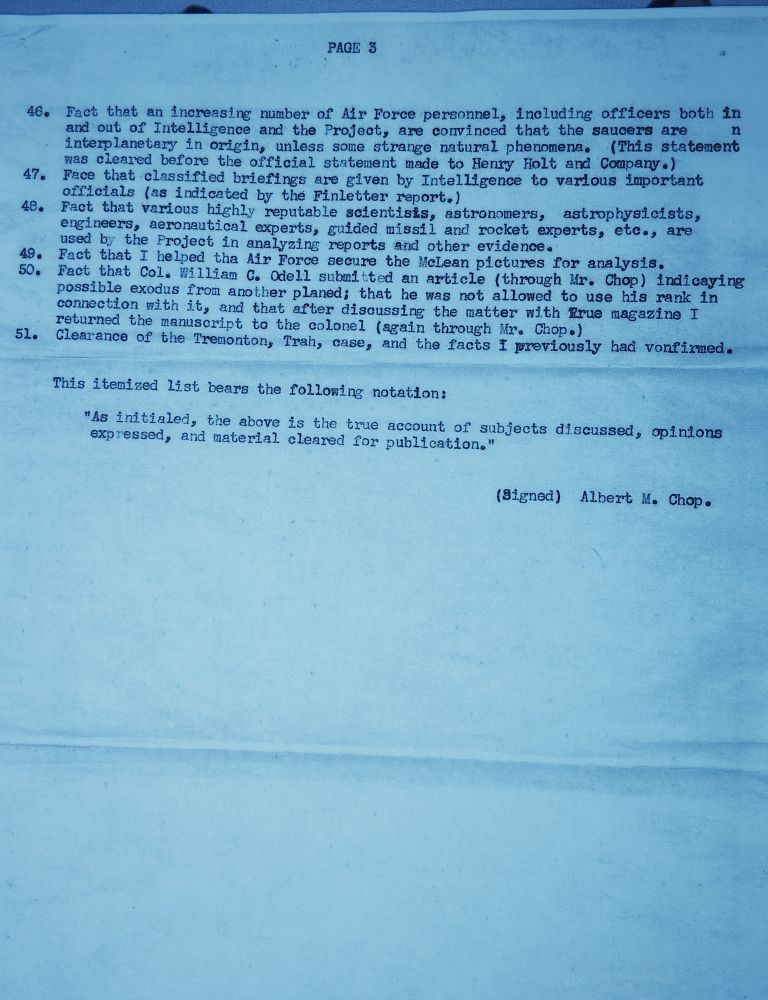 PAGE 3
46. Fact that an increasing number of Air Force personnel, including officers both in
and out of Intelligence and the Project, are convinced that the saucers are n
interplanetary in origin, unless some strange natural phenomena. (This statement
was cleared before the official statement made to Henry Holt and Company.)
47. Face that classified briefings are given by Intelligence to various important
officials (as indicated by the Finletter report.)
48. Fact that various highly reputable scientists, astronomers, astrophysicists,
engineers, aeronautical experts, guided missil and rocket experts, etc., are
used by the Project in analyzing reports and other evidence.
49. Fact that I helped tha Air Force secure the McLean pictures for analysis.
50. Fact that Col. William C. Odell submitted an article (through Mr. Chop) indicaying
possible exodus from another planed; that he was not allowed to use his rank in
connection with it, and that after discussing the matter with True magazine I
returned the manuscript to the colonel (again through Mr. Chop.)
51. Clearance of the Tremonton, Trah, case, and the facts I previously had vonfirmed.
This itemized list bears the following notation:
"As initialed, the above is the true account of subjects discussed, opinions
expressed, and material cleared for publication."
(Signed) Albert M. Chop.